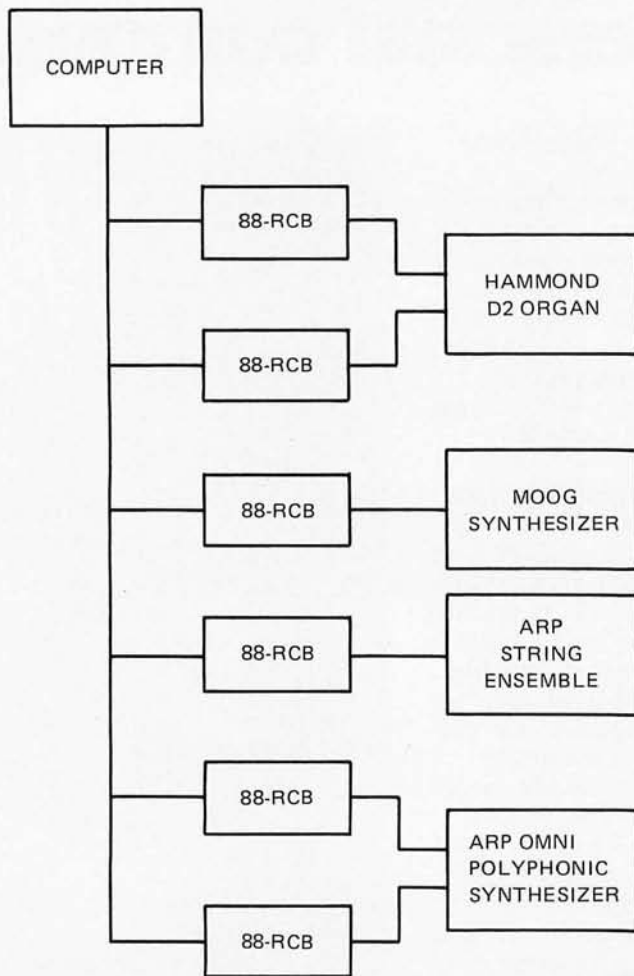 COMPUTER
88-RCB
88-RCB
HAMMOND
D2 ORGAN
88-RCB
MOOG
SYNTHESIZER
88-RCB
ARP
STRING
ENSEMBLE
88-RCB
88-RCB
ARP OMNI
POLYPHONIC
SYNTHESIZER